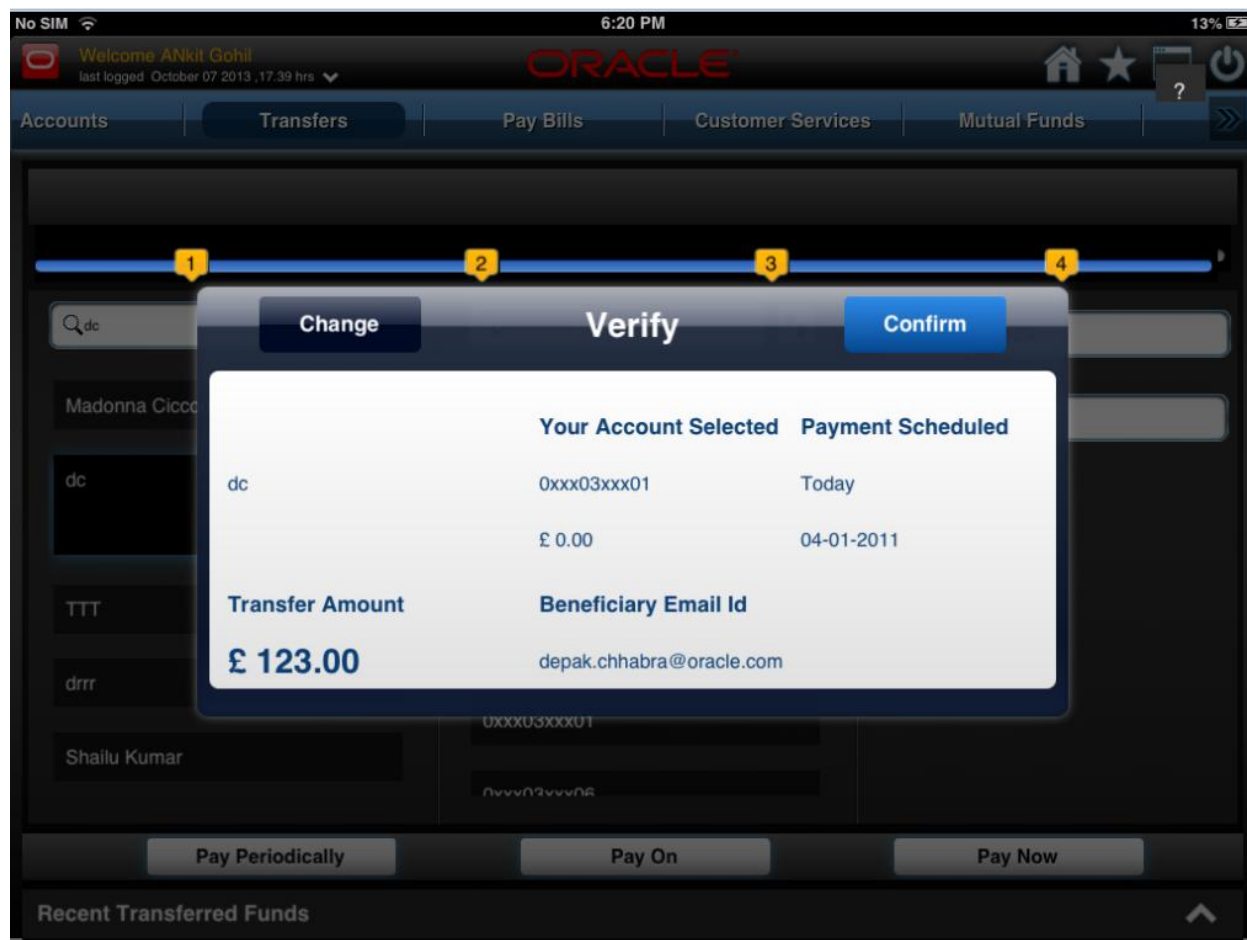 No SIM 6:20 PM 13%
Welcome ANkit Gohil
last logged October 07 2013 ,17.39 hrs
ORACLE
?
Accounts Transfers Pay Bills Customer Services Mutual Funds
1 2 3 4
dc
Change Verify Confirm
Madonna Cicco
Your Account Selected Payment Scheduled
dc
dc 0xxx03xxx01 Today
£ 0.00 04-01-2011
TTT
Transfer Amount Beneficiary Email Id
£ 123.00 depak.chhabra@oracle.com
drrr
0xxx03xxx01
Shailu Kumar
0xxx03xxx06
Pay Periodically Pay On Pay Now
Recent Transferred Funds